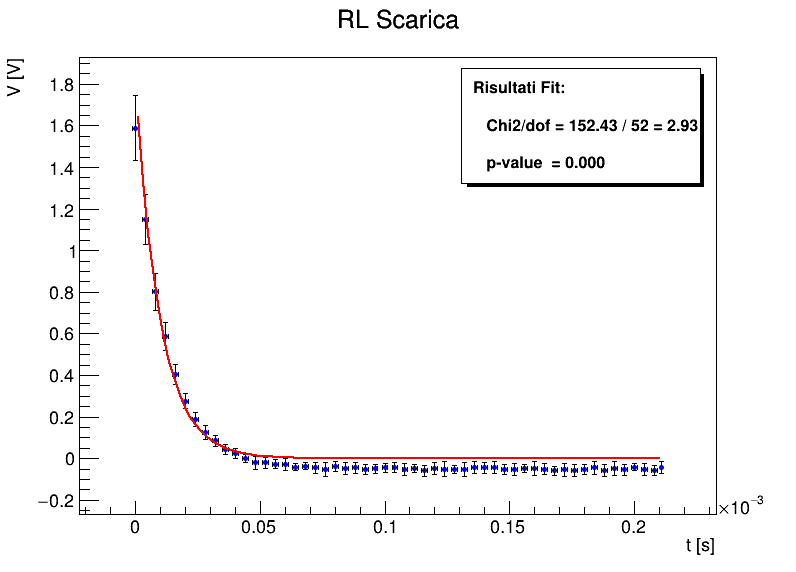 RL Scarica
V [V]
Risultati Fit:
Chi2/dof = 152.43 / 52 = 2.93
p-value = 0.000
1.8
1.6
1.4
1.2
1
0.8
0.6
0.4
0.2
0
−0.2
0 0.05 0.1 0.15 0.2
×10⁻³
t [s]